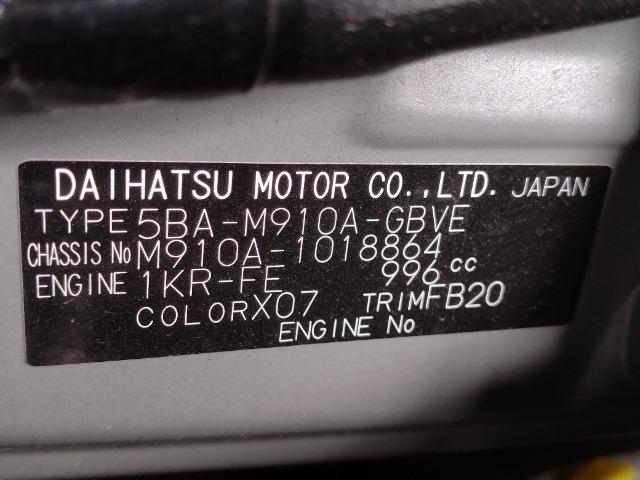 DAIHATSU MOTOR CO.,LTD. JAPAN
TYPE 5BA-M910A-GBVE
CHASSIS No M910A-1018864
ENGINE 1KR-FE 996 cc
COLOR X07 TRIM FB20
ENGINE No